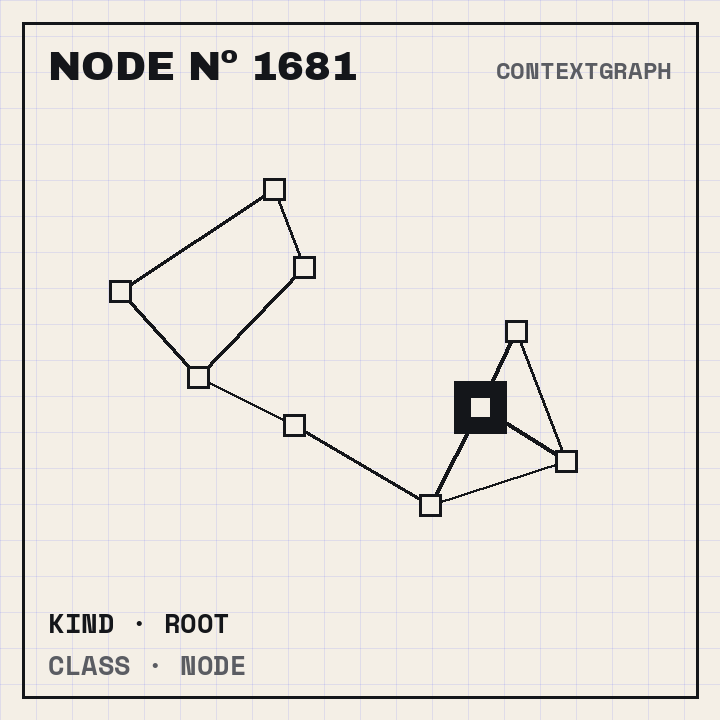 NODE Nº 1681
CONTEXTGRAPH
KIND · ROOT
CLASS · NODE